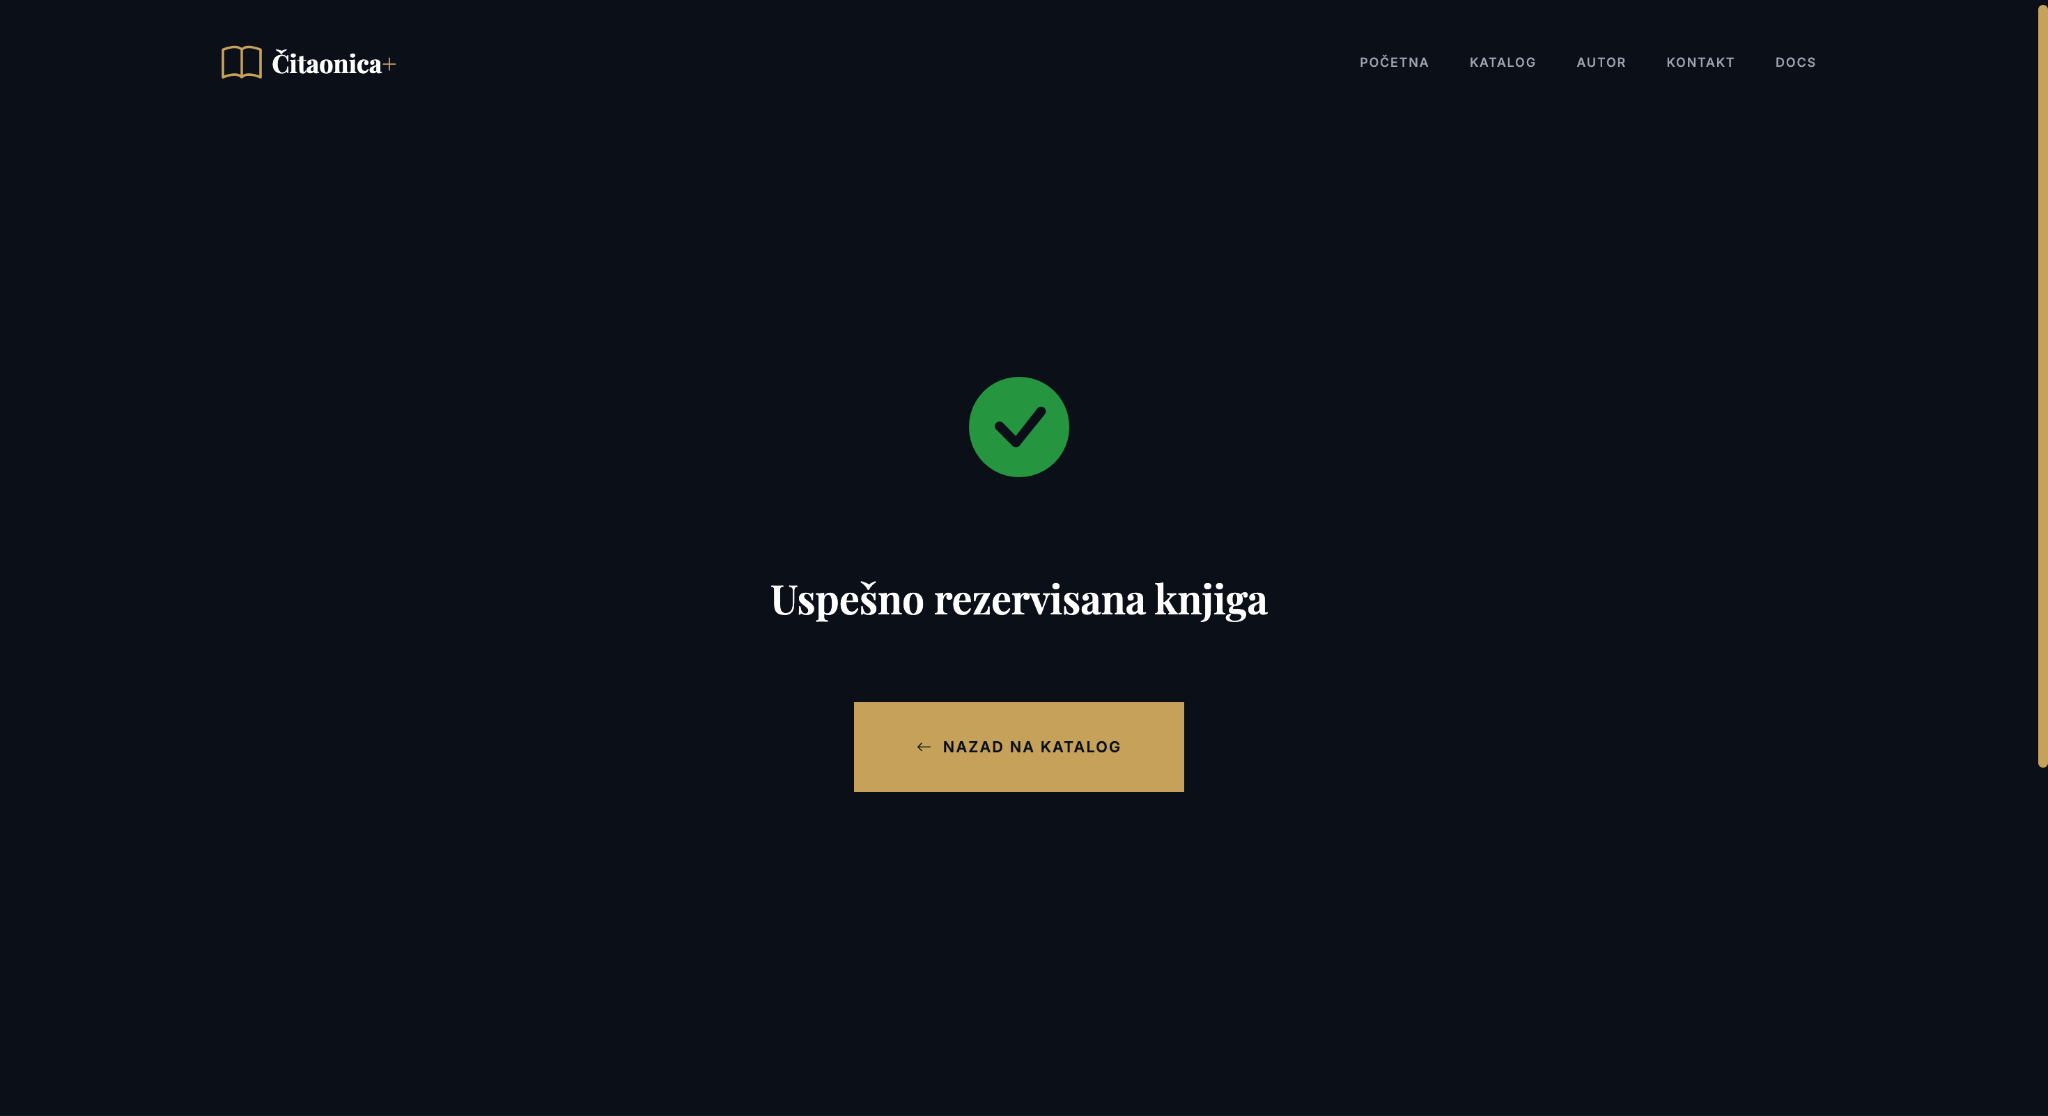 Čitaonica+
POČETNA KATALOG AUTOR KONTAKT DOCS
Uspešno rezervisana knjiga
← NAZAD NA KATALOG